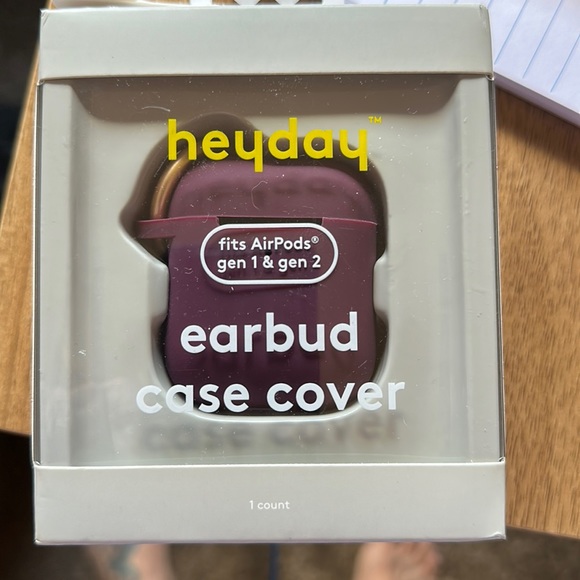 heyday™
fits AirPods®
gen 1 & gen 2
earbud
case cover
1 count